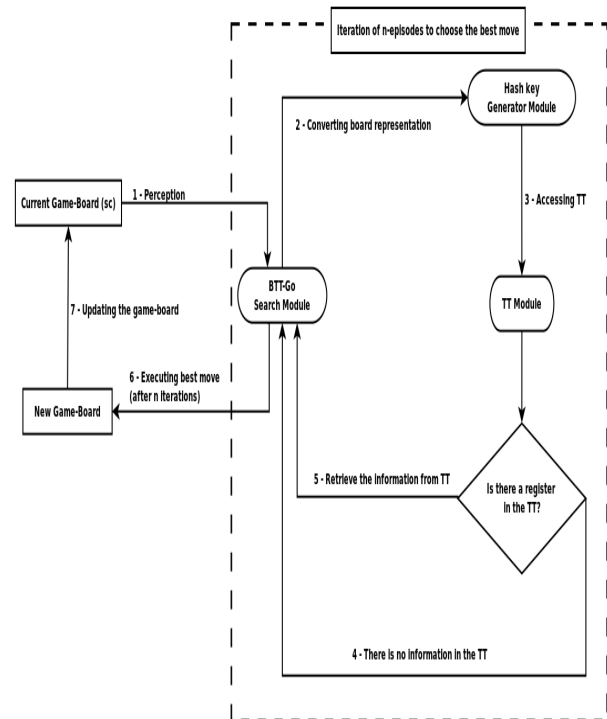 Iteration of n-episodes to choose the best move
Hash key
Generator Module
2 - Converting board representation
1 - Perception
Current Game-Board (sc)
3 - Accessing TT
BTT-Go
Search Module
TT Module
7 - Updating the game-board
6 - Executing best move
(after n iterations)
New Game-Board
5 - Retrieve the information from TT
Is there a register
in the TT?
4 - There is no information in the TT